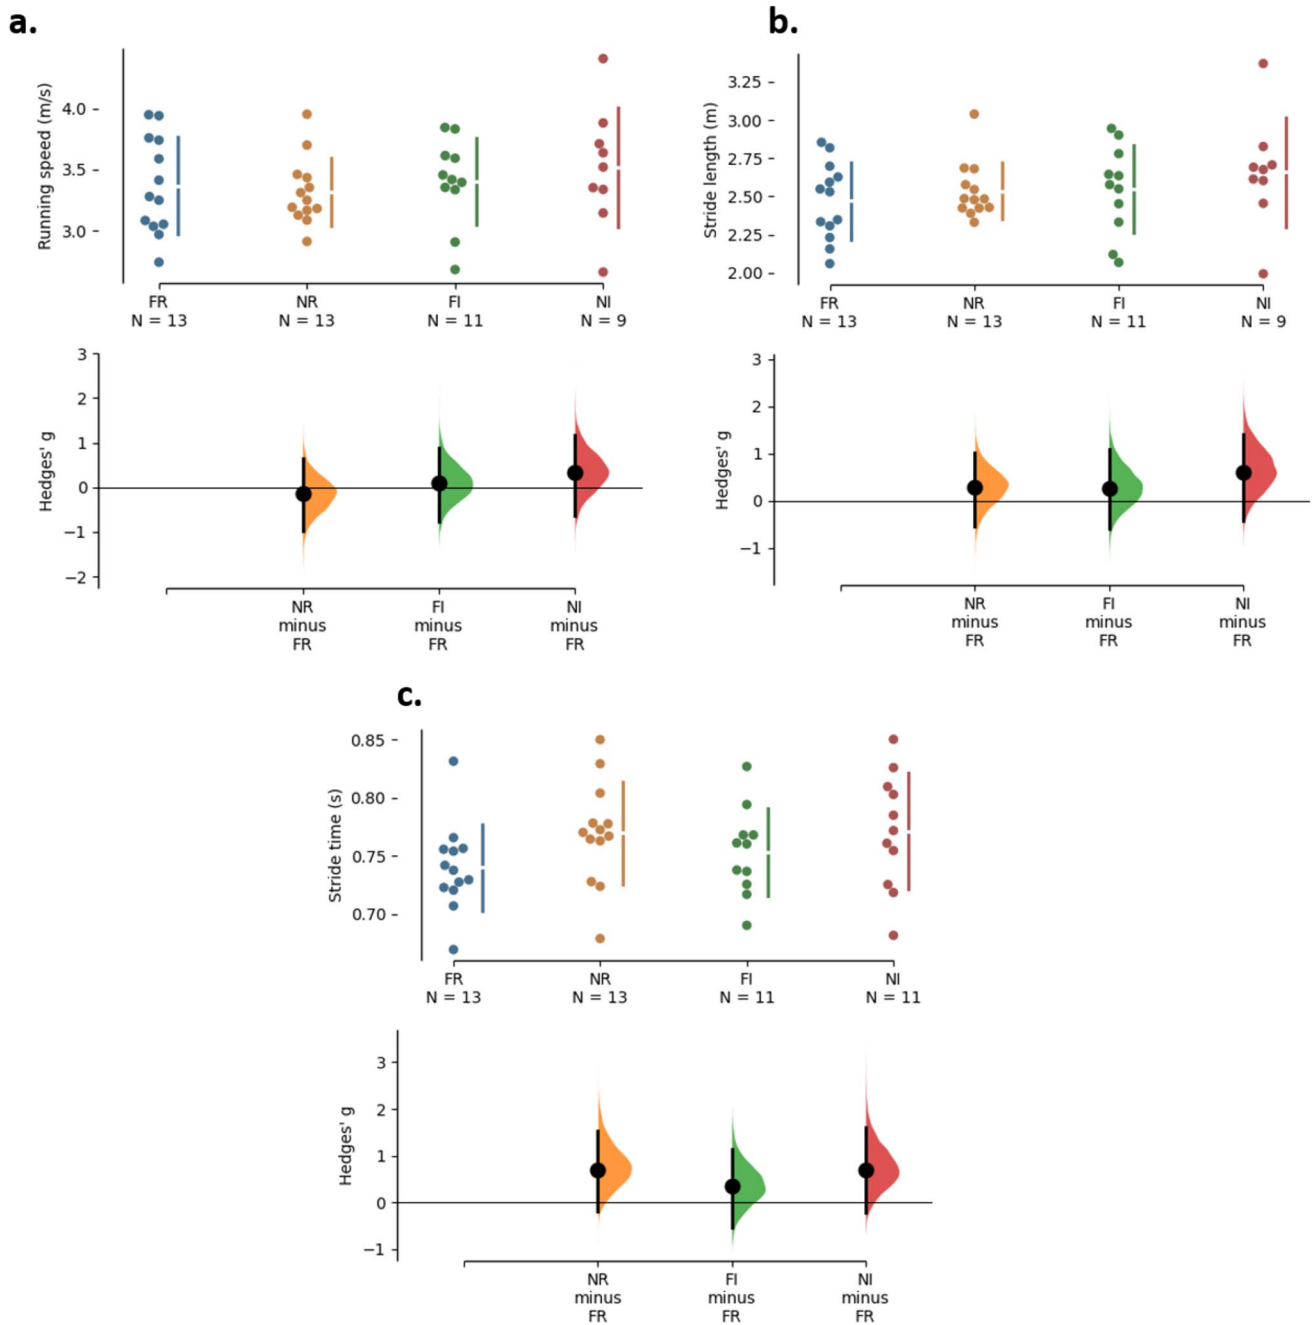 a.
Running speed (m/s)
4.0
3.5
3.0
FR
N = 13
NR
N = 13
FI
N = 11
NI
N = 9
Hedges' g
3
2
1
0
−1
−2
NR
minus
FR
FI
minus
FR
NI
minus
FR
b.
Stride length (m)
3.25
3.00
2.75
2.50
2.25
2.00
FR
N = 13
NR
N = 13
FI
N = 11
NI
N = 9
Hedges' g
3
2
1
0
−1
NR
minus
FR
FI
minus
FR
NI
minus
FR
c.
Stride time (s)
0.85
0.80
0.75
0.70
FR
N = 13
NR
N = 13
FI
N = 11
NI
N = 11
Hedges' g
3
2
1
0
−1
NR
minus
FR
FI
minus
FR
NI
minus
FR